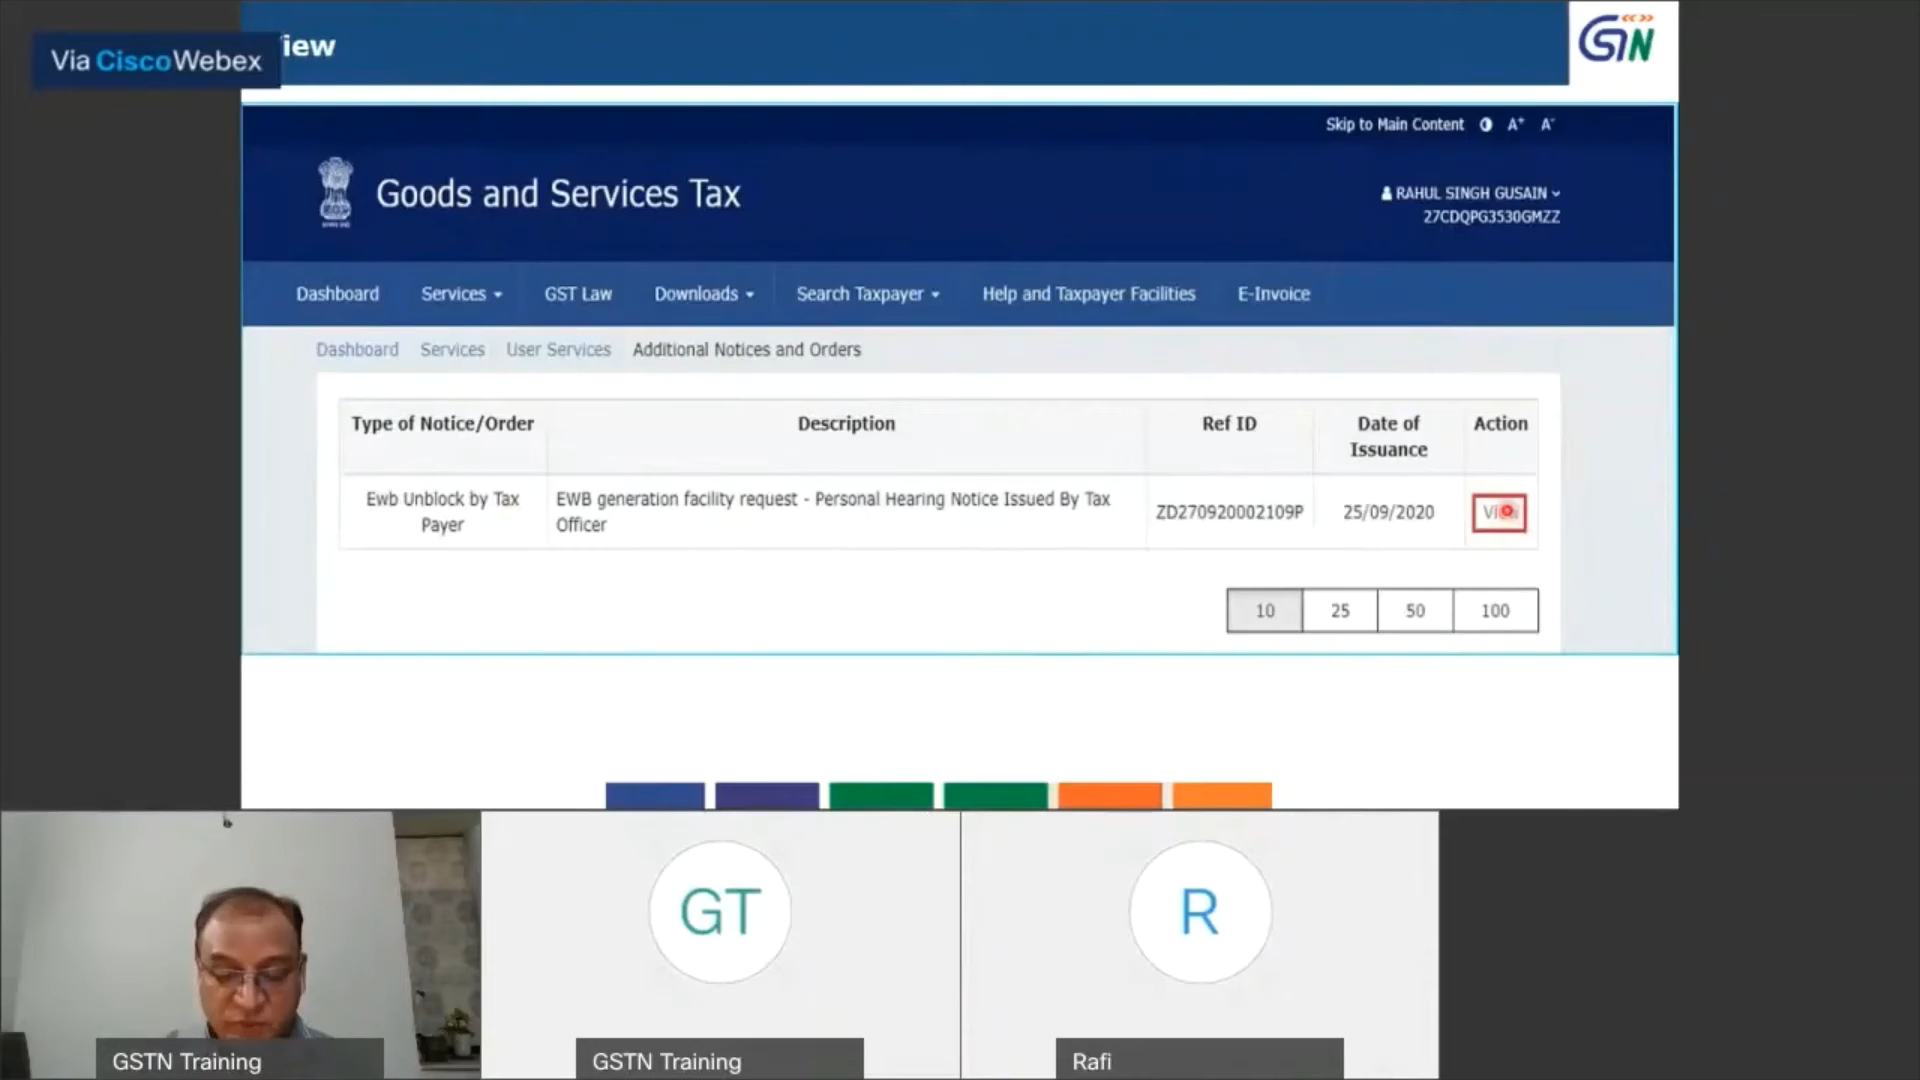 Via CiscoWebex
iew
GSTN
Skip to Main Content A+ A-
Goods and Services Tax
RAHUL SINGH GUSAIN
27CDQPG3530GMZZ
Dashboard Services GST Law Downloads Search Taxpayer Help and Taxpayer Facilities E-Invoice
Dashboard Services User Services Additional Notices and Orders
Type of Notice/Order Description Ref ID Date of Issuance Action
Ewb Unblock by Tax Payer EWB generation facility request - Personal Hearing Notice Issued By Tax Officer ZD270920002109P 25/09/2020
10 25 50 100
GT
R
GSTN Training
GSTN Training
Rafi